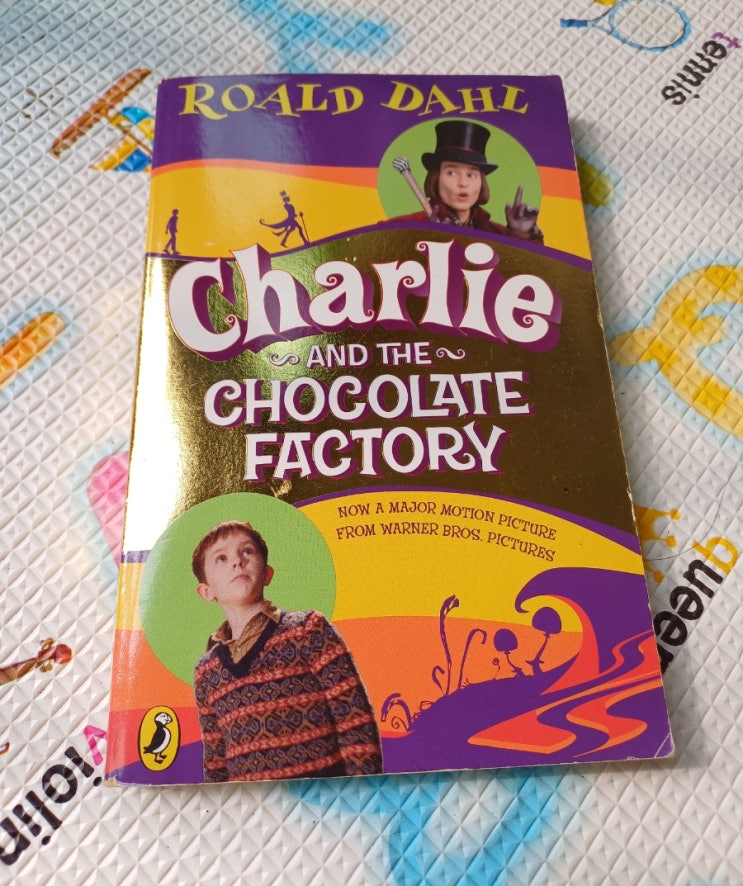 tennis
ROALD DAHL
Charlie
AND THE
CHOCOLATE
FACTORY
NOW A MAJOR MOTION PICTURE
FROM WARNER BROS. PICTURES
queen
violin